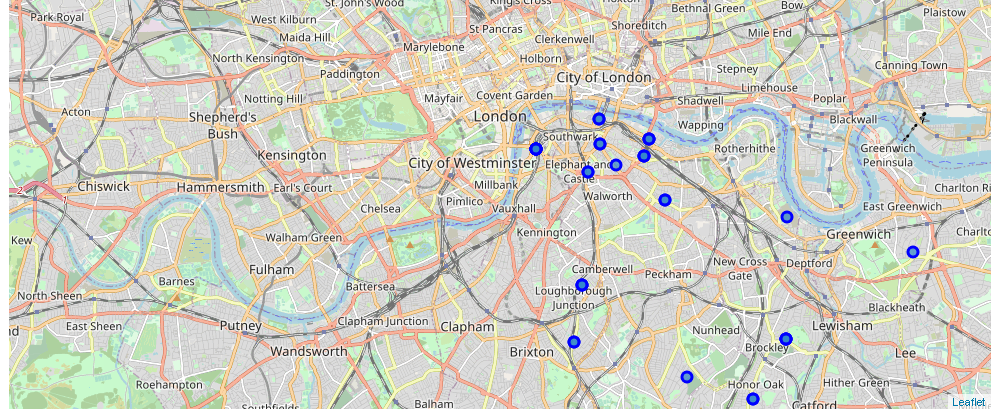 St. John's Wood
King's Cross
Hoxton
Park Royal
West Kilburn
St Pancras
Shoreditch
Bethnal Green
Bow
Plaistow
Maida Hill
Marylebone
Clerkenwell
Mile End
North Kensington
Holborn
Paddington
City of London
Stepney
Canning Town
Notting Hill
Mayfair
Covent Garden
Shadwell
Limehouse
Poplar
Acton
Shepherd's
Bush
London
Wapping
Blackwall
Southwark
Kensington
City of Westminster
Elephant and
Castle
Rotherhithe
Greenwich
Peninsula
Chiswick
Hammersmith
Earl's Court
Millbank
Charlton Ri
2
1
Pimlico
Walworth
Chelsea
Vauxhall
East Greenwich
Kew
Walham Green
Kennington
Greenwich
Charlto
Fulham
Camberwell
Peckham
New Cross
Gate
Deptford
Barnes
Battersea
Loughborough
Junction
North Sheen
Blackheath
nd
East Sheen
Putney
Clapham Junction
Clapham
Nunhead
Lewisham
Wandsworth
Brixton
Brockley
Lee
Roehampton
Honor Oak
Hither Green
Southfields
Balham
Catford
Leaflet